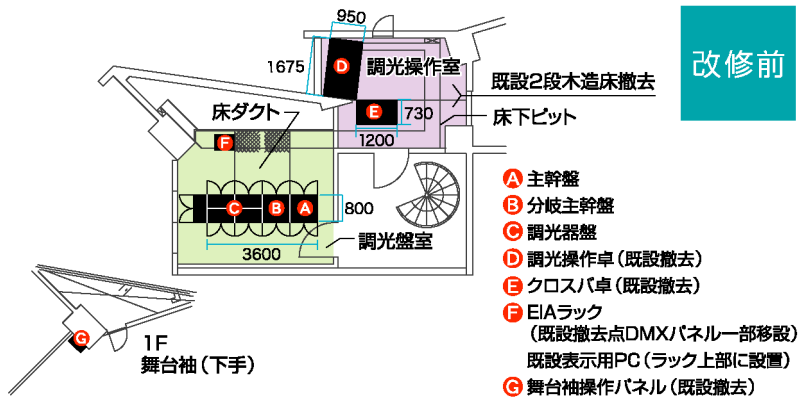 950
改修前
1675
D
調光操作室
既設2段木造床撤去
床ダクト
E
730
床下ピット
F
1200
A 主幹盤
C
B
A
800
B 分岐主幹盤
C 調光器盤
3600
調光盤室
D 調光操作卓（既設撤去）
E クロスバ卓（既設撤去）
F EIAラック
（既設撤去点DMXパネル一部移設）
既設表示用PC（ラック上部に設置）
G
1F
舞台袖（下手）
G 舞台袖操作パネル（既設撤去）